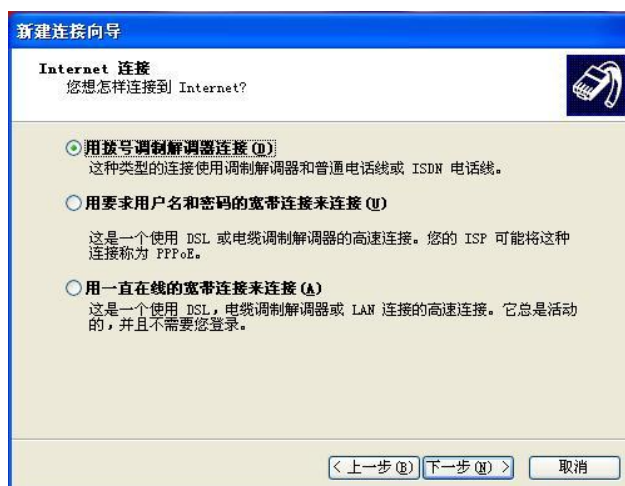 新建连接向导
Internet 连接
您想怎样连接到 Internet?
用拨号调制解调器连接(D)
这种类型的连接使用调制解调器和普通电话线或 ISDN 电话线。
用要求用户名和密码的宽带连接来连接(U)
这是一个使用 DSL 或电缆调制解调器的高速连接。您的 ISP 可能将这种
连接称为 PPPoE。
用一直在线的宽带连接来连接(A)
这是一个使用 DSL，电缆调制解调器或 LAN 连接的高速连接。它总是活动
的，并且不需要您登录。
< 上一步(B) 下一步(N) > 取消